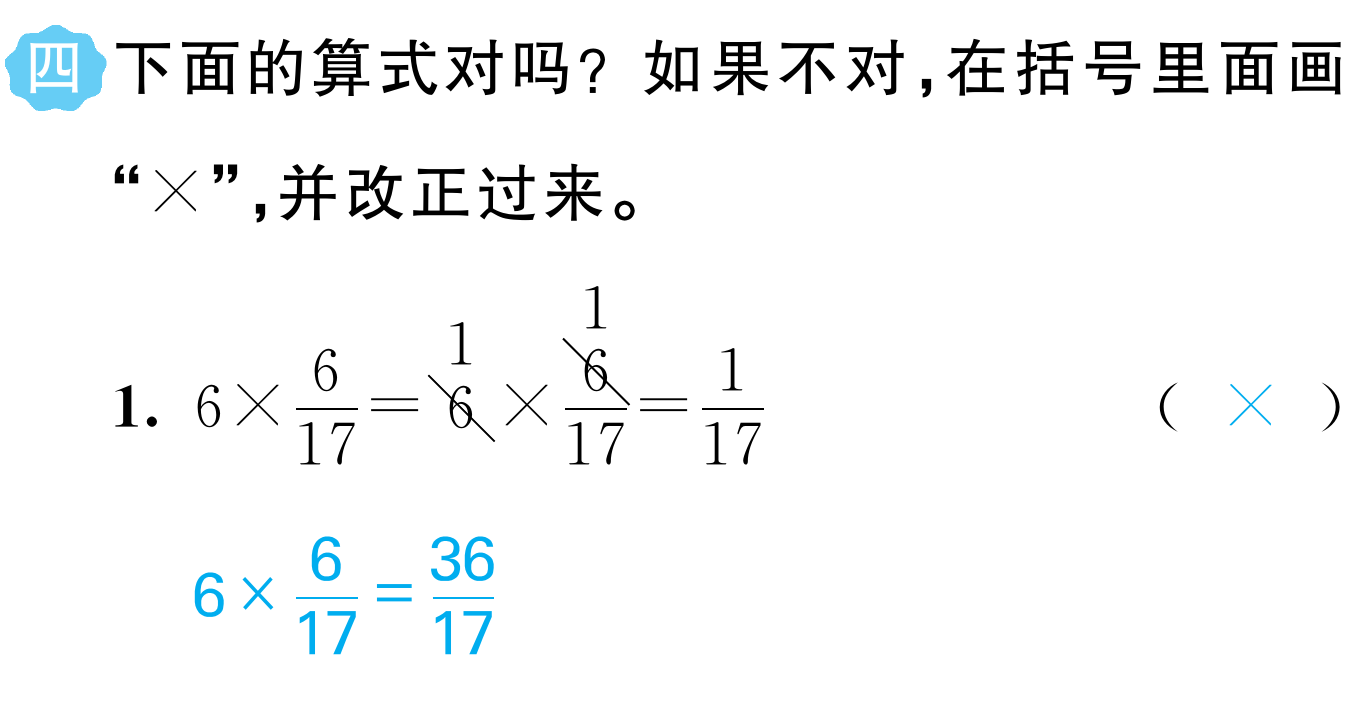 四 下面的算式对吗？如果不对，在括号里面画
“×”，并改正过来。
1. 6×6/17=6×6/17=1/17 (×)
1 1
6×6/17=36/17